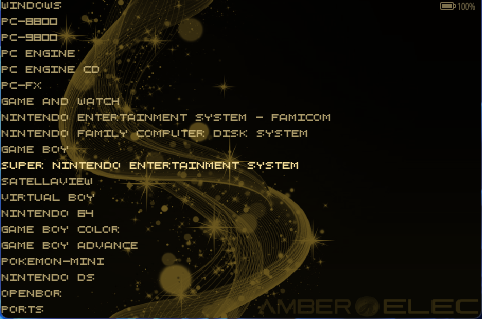 WINDOWS
100%
PC-8800
PC-9800
PC ENGINE
PC ENGINE CD
PC-FX
GAME AND WATCH
NINTENDO ENTERTAINMENT SYSTEM - FAMICOM
NINTENDO FAMILY COMPUTER DISK SYSTEM
GAME BOY
SUPER NINTENDO ENTERTAINMENT SYSTEM
SATELLAVIEW
VIRTUAL BOY
NINTENDO 64
GAME BOY COLOR
GAME BOY ADVANCE
POKEMON-MINI
NINTENDO DS
OPENBOR
PORTS
AMBER ELEC